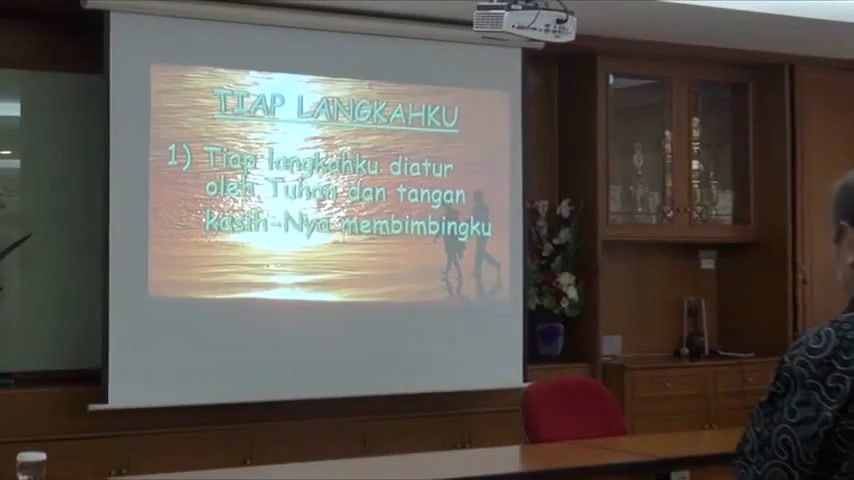 TIAP LANGKAHKU
1) Tiap langkahku diatur
oleh Tuhan dan tangan
kasih-Nya membimbingku